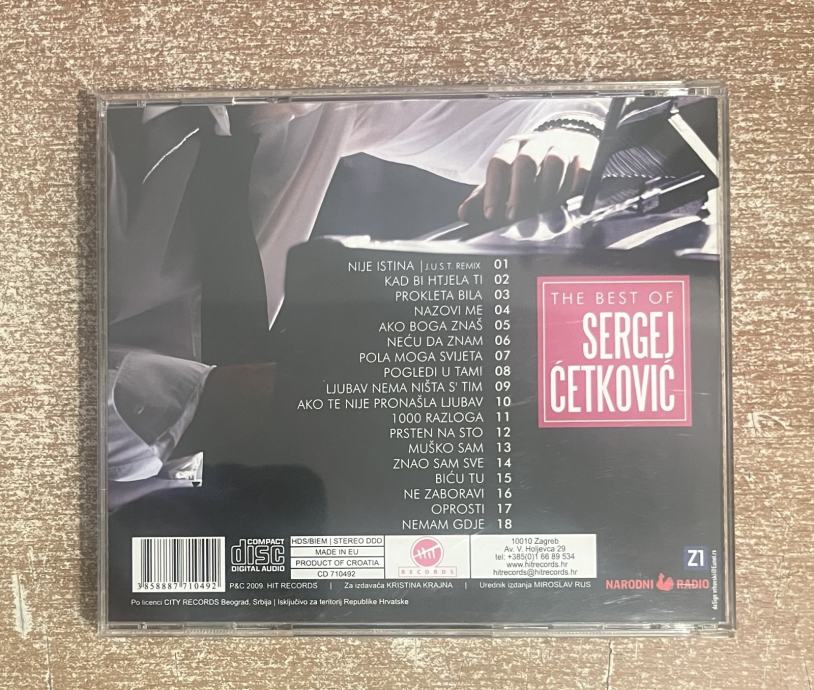 NIJE ISTINA | J.U.S.T. REMIX 01
KAD BI HTJELA TI 02
PROKLETA BILA 03
NAZOVI ME 04
AKO BOGA ZNAŠ 05
NEĆU DA ZNAM 06
POLA MOGA SVIJETA 07
POGLEDI U TAMI 08
LJUBAV NEMA NIŠTA S' TIM 09
AKO TE NIJE PRONAŠLA LJUBAV 10
1000 RAZLOGA 11
PRSTEN NA STO 12
MUŠKO SAM 13
ZNAO SAM SVE 14
BIĆU TU 15
NE ZABORAVI 16
OPROSTI 17
NEMAM GDJE 18
THE BEST OF
SERGEJ
ĆETKOVIĆ
3 858887 710492
COMPACT
disc
DIGITAL AUDIO
HDS/BIEM | STEREO DDD
MADE IN EU
PRODUCT OF CROATIA
CD 710492
Hit
RECORDS
10010 Zagreb
Av. V. Holjevca 29
tel: +385(0)1 66 89 534
www.hitrecords.hr
hitrecords@hitrecords.hr
Z1
NARODNI RADIO
P&C 2009. HIT RECORDS | Za izdavača KRISTINA KRAJNA | Urednik izdanja MIROSLAV RUS
Po licenci CITY RECORDS Beograd, Srbija | Isključivo za teritorij Republike Hrvatske